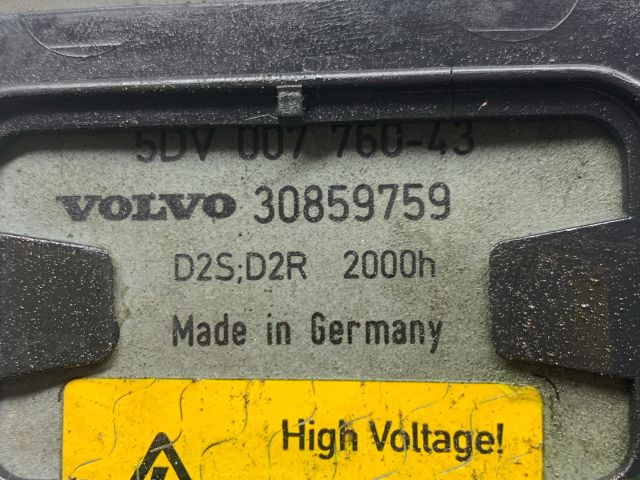 5DV 007 760-43
VOLVO 30859759
D2S;D2R 2000h
Made in Germany
High Voltage!